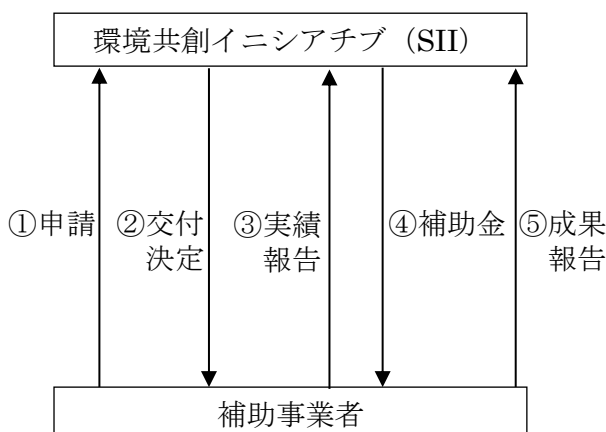 環境共創イニシアチブ（SII）
①申請
②交付
決定
③実績
報告
④補助金
⑤成果
報告
補助事業者